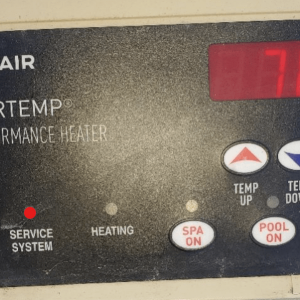 AIR
RTEMP®
RMANCE HEATER
7
TEMP
UP
SERVICE
SYSTEM
HEATING
SPA
ON
POOL
ON